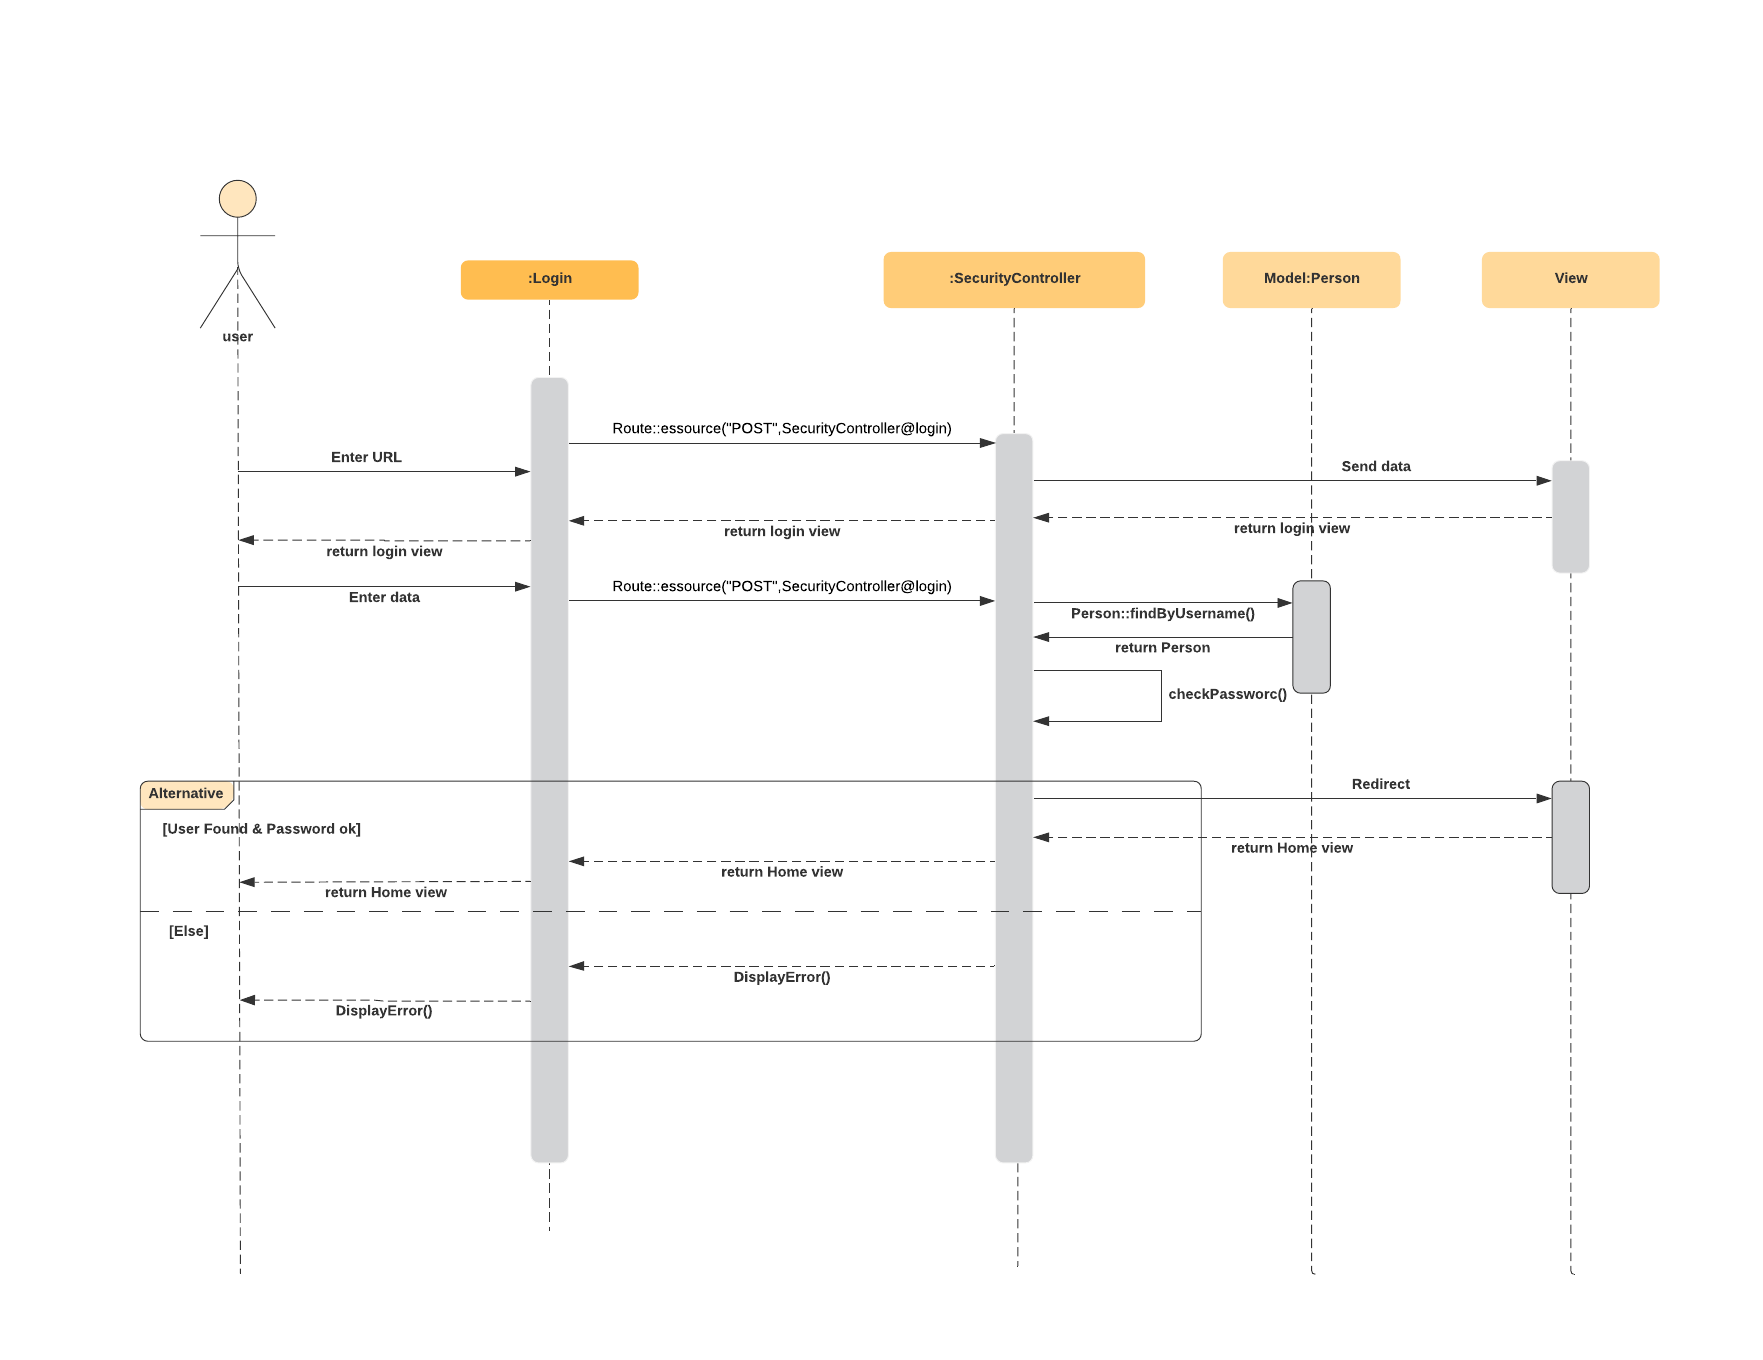 user
:Login
:SecurityController
Model:Person
View
Route::essource("POST",SecurityController@login)
Enter URL
Send data
return login view
return login view
return login view
Enter data
Route::essource("POST",SecurityController@login)
Person::findByUsername()
return Person
checkPassworc()
Alternative
Redirect
[User Found & Password ok]
return Home view
return Home view
return Home view
[Else]
DisplayError()
DisplayError()